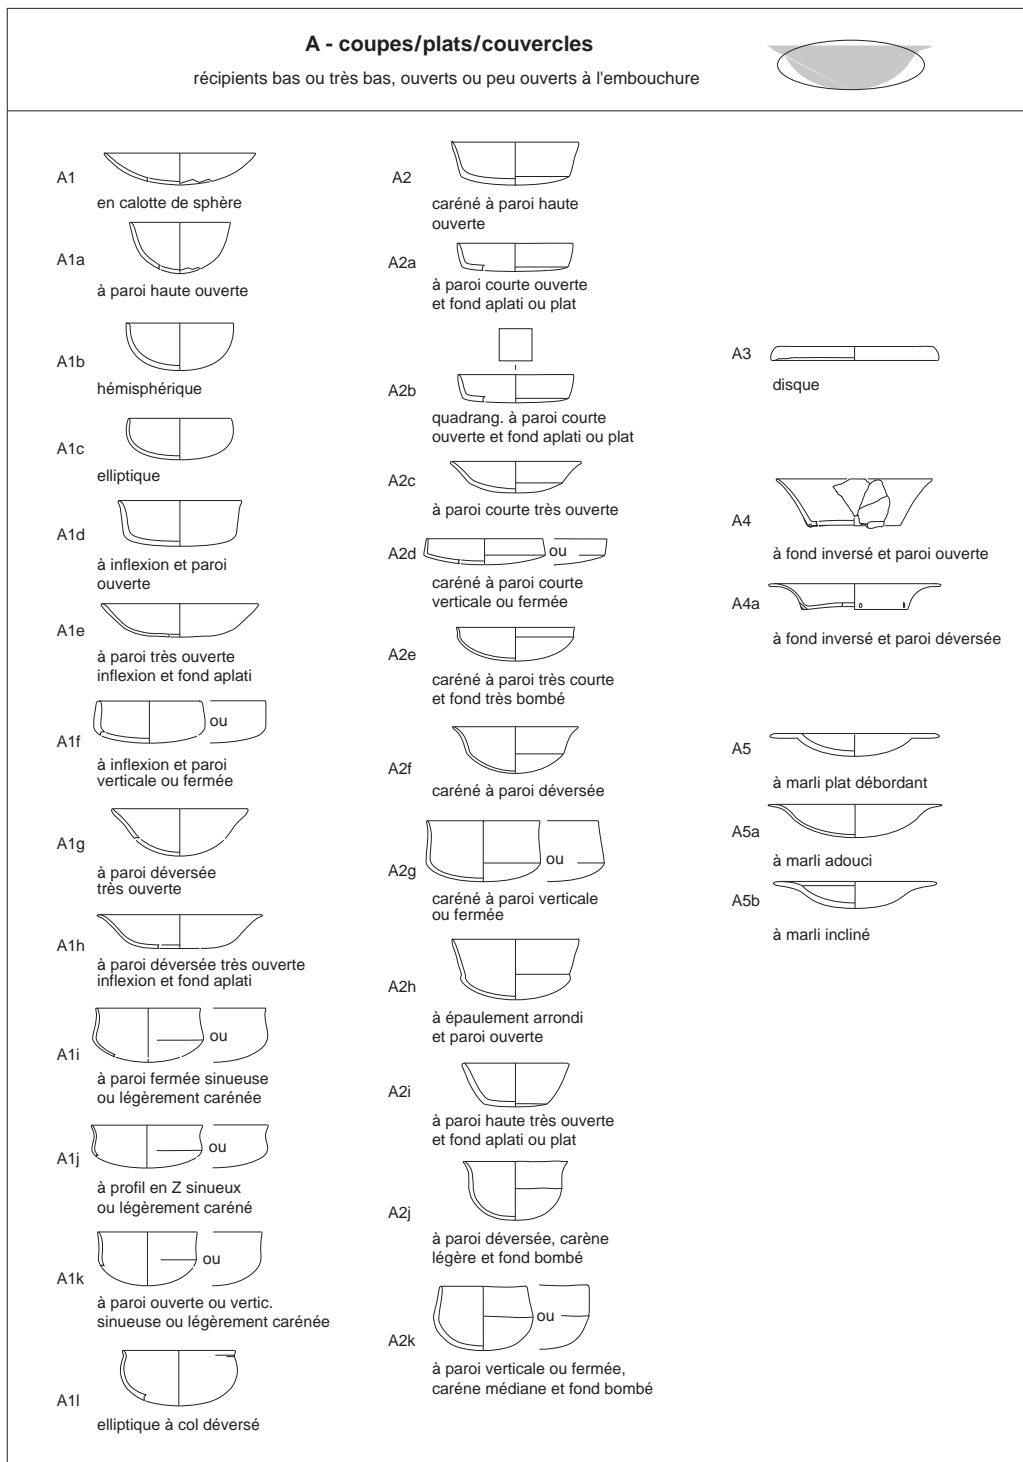 A - coupes/plats/couvercles
récipients bas ou très bas, ouverts ou peu ouverts à l'embouchure
A1
en calotte de sphère
A1a
à paroi haute ouverte
A1b
hémisphérique
A1c
elliptique
A1d
à inflexion et paroi
ouverte
A1e
à paroi très ouverte
inflexion et fond aplati
A1f
ou
à inflexion et paroi
verticale ou fermée
A1g
à paroi déversée
très ouverte
A1h
à paroi déversée très ouverte
inflexion et fond aplati
A1i
ou
à paroi fermée sinueuse
ou légèrement carénée
A1j
ou
à profil en Z sinueux
ou légèrement caréné
A1k
ou
à paroi ouverte ou vertic.
sinueuse ou légèrement carénée
A1l
elliptique à col déversé
A2
caréné à paroi haute
ouverte
A2a
à paroi courte ouverte
et fond aplati ou plat
A2b
quadrang. à paroi courte
ouverte et fond aplati ou plat
A2c
à paroi courte très ouverte
A2d
ou
caréné à paroi courte
verticale ou fermée
A2e
caréné à paroi très courte
et fond très bombé
A2f
caréné à paroi déversée
A2g
ou
caréné à paroi verticale
ou fermée
A2h
à épaulement arrondi
et paroi ouverte
A2i
à paroi haute très ouverte
et fond aplati ou plat
A2j
à paroi déversée, carène
légère et fond bombé
A2k
ou
à paroi verticale ou fermée,
caréne médiane et fond bombé
A3
disque
A4
à fond inversé et paroi ouverte
A4a
à fond inversé et paroi déversée
A5
à marli plat débordant
A5a
à marli adouci
A5b
à marli incliné